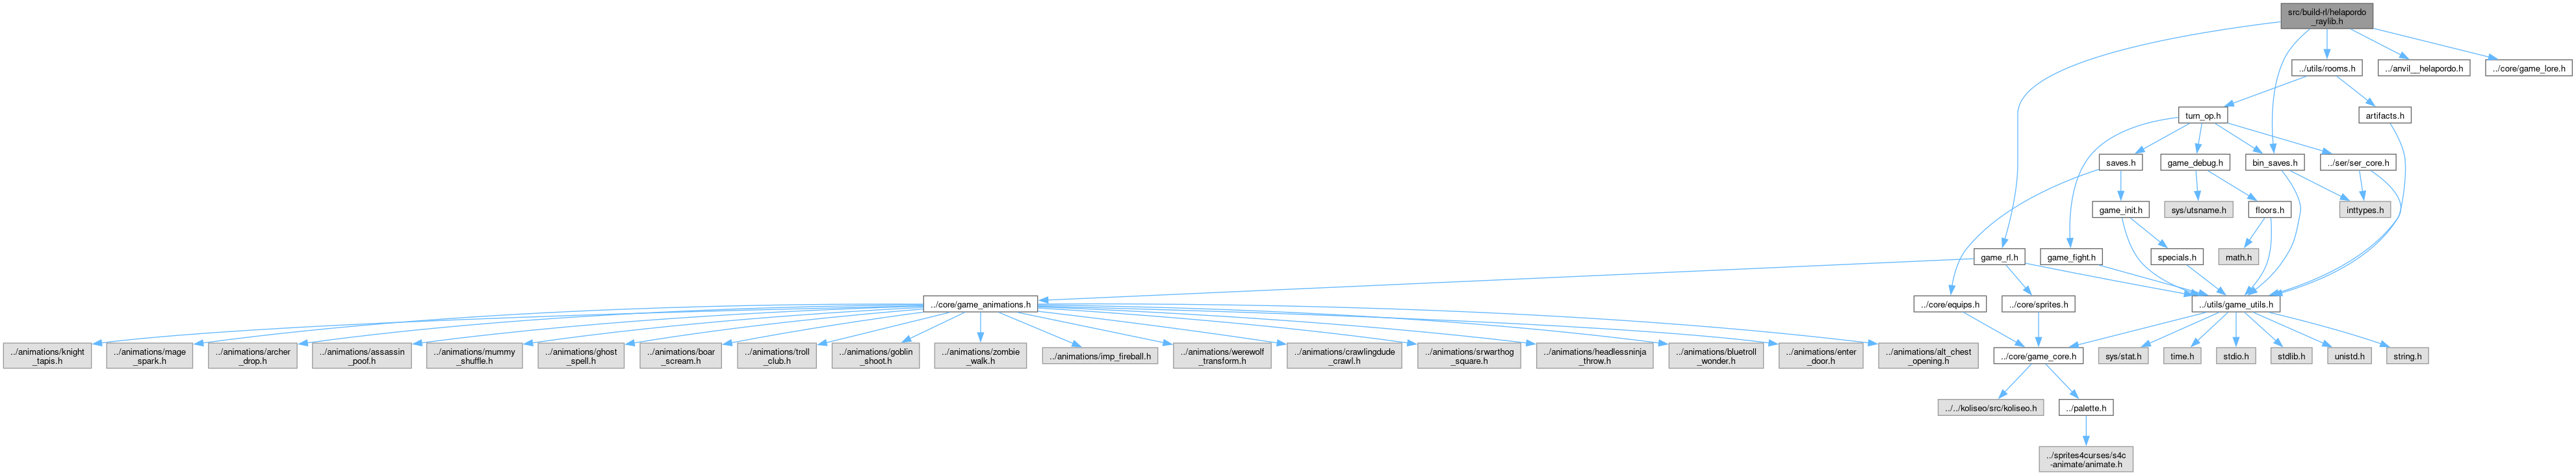 src/build-rl/helapordo
_raylib.h
../utils/rooms.h
../anvil__helapordo.h
../core/game_lore.h
turn_op.h
artifacts.h
saves.h
game_debug.h
bin_saves.h
../ser/ser_core.h
game_init.h
sys/utsname.h
floors.h
inttypes.h
game_rl.h
game_fight.h
specials.h
math.h
../core/game_animations.h
../core/equips.h
../core/sprites.h
../utils/game_utils.h
../animations/knight
_tapis.h
../animations/mage
_spark.h
../animations/archer
_drop.h
../animations/assassin
_poof.h
../animations/mummy
_shuffle.h
../animations/ghost
_spell.h
../animations/boar
_scream.h
../animations/troll
_club.h
../animations/goblin
_shoot.h
../animations/zombie
_walk.h
../animations/imp_fireball.h
../animations/werewolf
_transform.h
../animations/crawlingdude
_crawl.h
../animations/srwarthog
_square.h
../animations/headlessninja
_throw.h
../animations/bluetroll
_wonder.h
../animations/enter
_door.h
../animations/alt_chest
_opening.h
../core/game_core.h
sys/stat.h
time.h
stdio.h
stdlib.h
unistd.h
string.h
../../koliseo/src/koliseo.h
../palette.h
../sprites4curses/s4c
-animate/animate.h